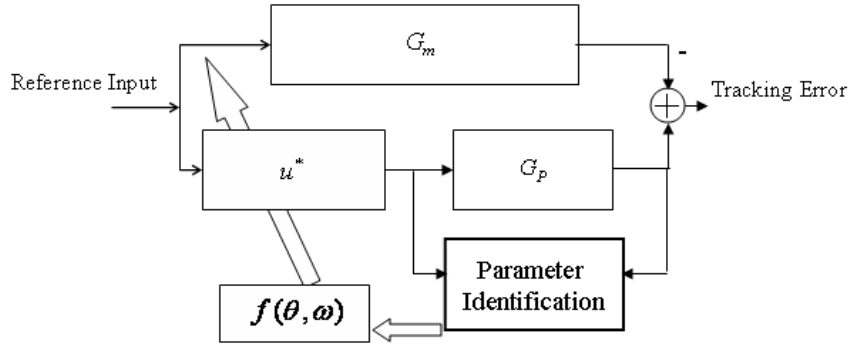 G_m
-
Reference Input
Tracking Error
+
u*
G_P
Parameter
Identification
f(θ,ω)